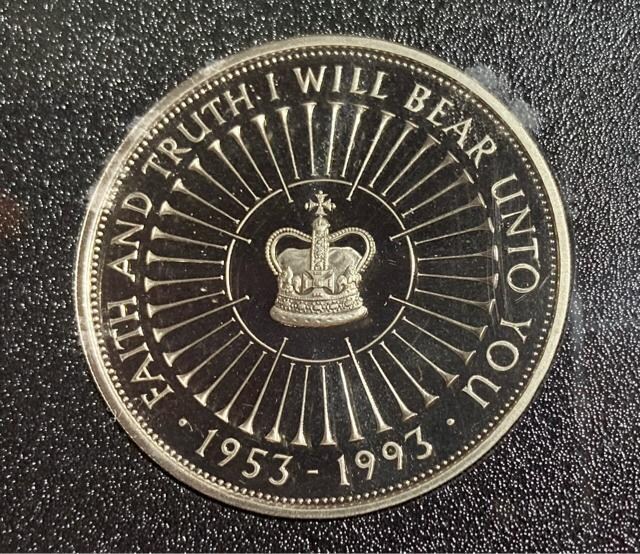 FAITH AND TRUTH I WILL BEAR UNTO YOU
· 1953 - 1993 ·